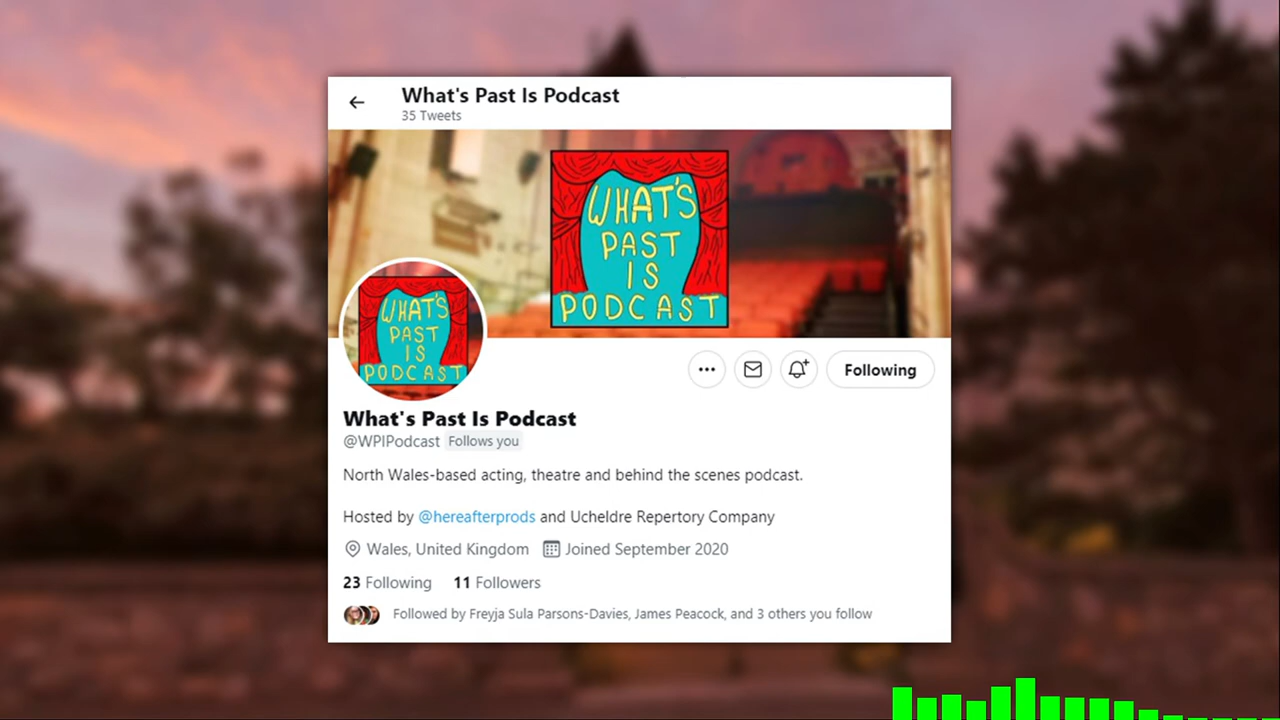 What's Past Is Podcast
35 Tweets
WHAT'S
PAST
IS
PODCAST
WHAT'S
PAST
IS
PODCAST
Following
What's Past Is Podcast
@WPIPodcast Follows you
North Wales-based acting, theatre and behind the scenes podcast.
Hosted by @hereafterprods and Ucheldre Repertory Company
Wales, United Kingdom Joined September 2020
23 Following 11 Followers
Followed by Freyja Sula Parsons-Davies, James Peacock, and 3 others you follow